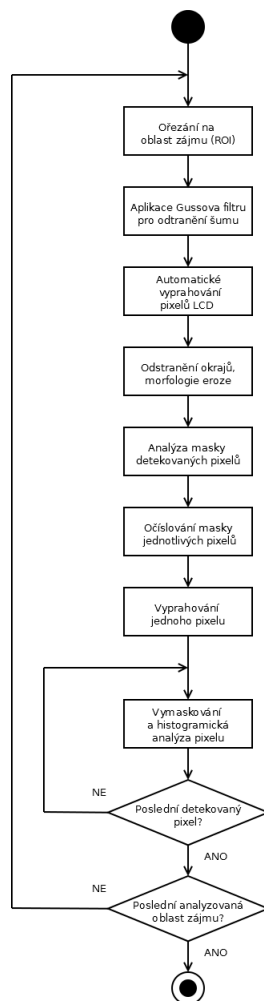 Ořezání na
oblast zájmu (ROI)
Aplikace Gussova filtru
pro odtranění šumu
Automatické
vyprahování
pixelů LCD
Odstranění okrajů,
morfologie eroze
Analýza masky
detekovaných pixelů
Očíslování masky
jednotlivých pixelů
Vyprahování
jednoho pixelu
Vymaskování
a histogramická
analýza pixelu
NE
Poslední detekovaný
pixel?
ANO
NE
Poslední analyzovaná
oblast zájmu?
ANO